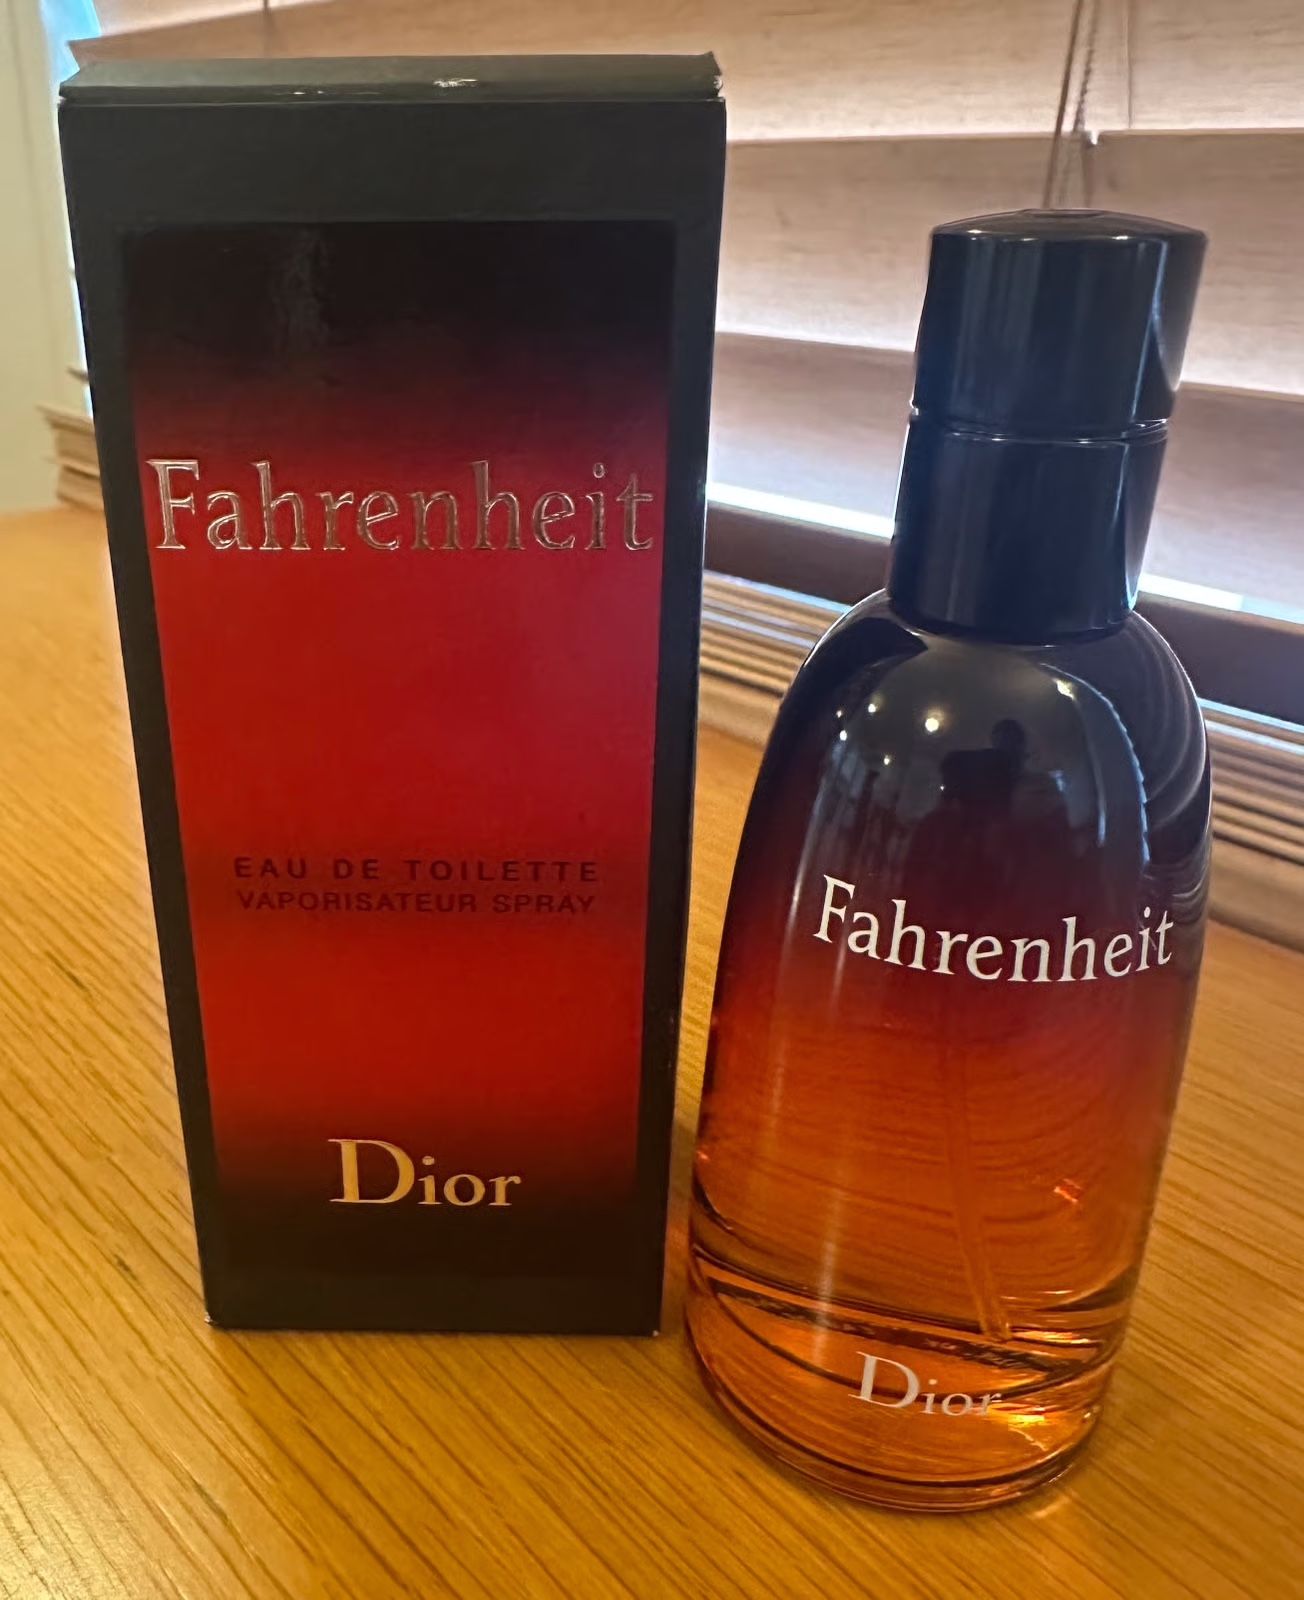 Fahrenheit
EAU DE TOILETTE
VAPORISATEUR SPRAY
Dior
Fahrenheit
Dior